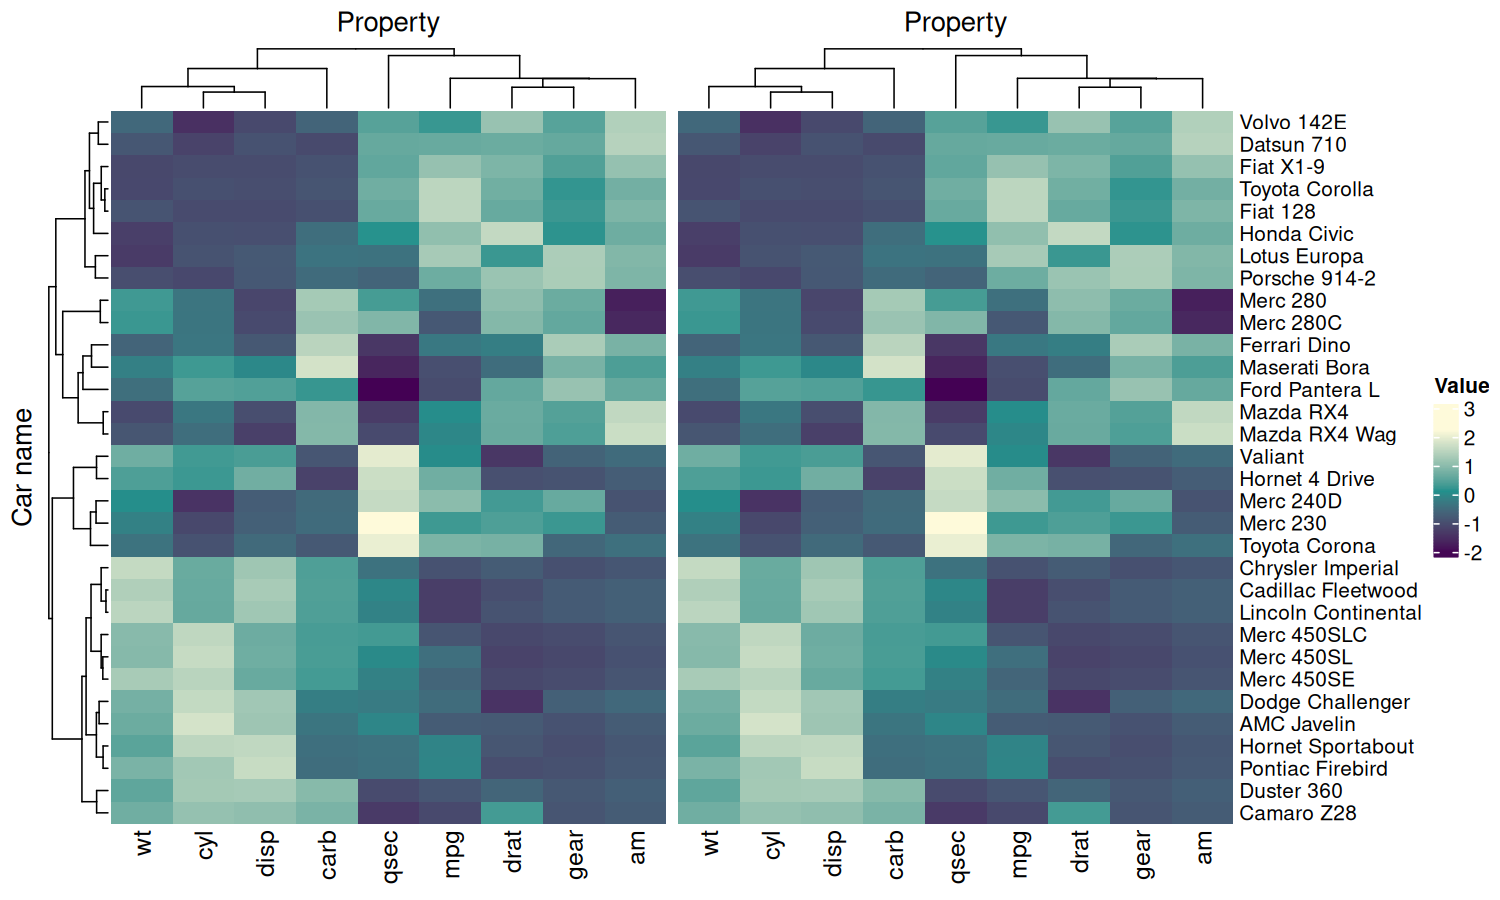 Property
Property
Car name
Volvo 142E
Datsun 710
Fiat X1-9
Toyota Corolla
Fiat 128
Honda Civic
Lotus Europa
Porsche 914-2
Merc 280
Merc 280C
Ferrari Dino
Maserati Bora
Ford Pantera L
Mazda RX4
Mazda RX4 Wag
Valiant
Hornet 4 Drive
Merc 240D
Merc 230
Toyota Corona
Chrysler Imperial
Cadillac Fleetwood
Lincoln Continental
Merc 450SLC
Merc 450SL
Merc 450SE
Dodge Challenger
AMC Javelin
Hornet Sportabout
Pontiac Firebird
Duster 360
Camaro Z28
wt cyl disp carb qsec mpg drat gear am
wt cyl disp carb qsec mpg drat gear am
Value
3
2
1
0
-1
-2